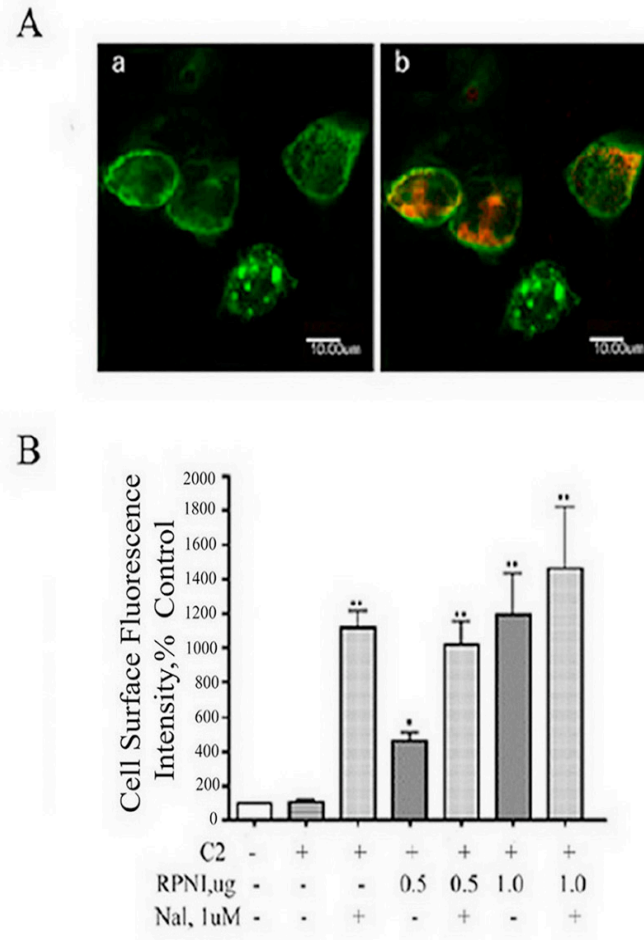 A
a
b
10.00um
10.00um
B
Cell Surface Fluorescence
Intensity,% Control
2000
1800
1600
1400
1200
1000
800
600
400
200
0
** ** ** **
*
C2 - + + + + + +
RPNI,ug - - - 0.5 0.5 1.0 1.0
Nal, 1uM - - + - + - +